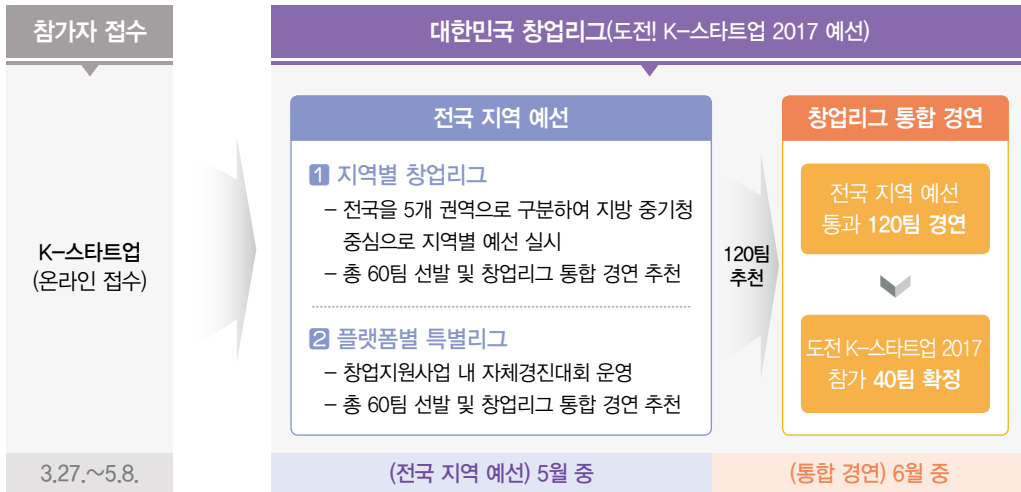 참가자 접수
대한민국 창업리그(도전! K-스타트업 2017 예선)
K-스타트업
(온라인 접수)
전국 지역 예선
1 지역별 창업리그
- 전국을 5개 권역으로 구분하여 지방 중기청
중심으로 지역별 예선 실시
- 총 60팀 선발 및 창업리그 통합 경연 추천
2 플랫폼별 특별리그
- 창업지원사업 내 자체경진대회 운영
- 총 60팀 선발 및 창업리그 통합 경연 추천
120팀
추천
창업리그 통합 경연
전국 지역 예선
통과 120팀 경연
도전 K-스타트업 2017
참가 40팀 확정
3.27.~5.8.
(전국 지역 예선) 5월 중
(통합 경연) 6월 중